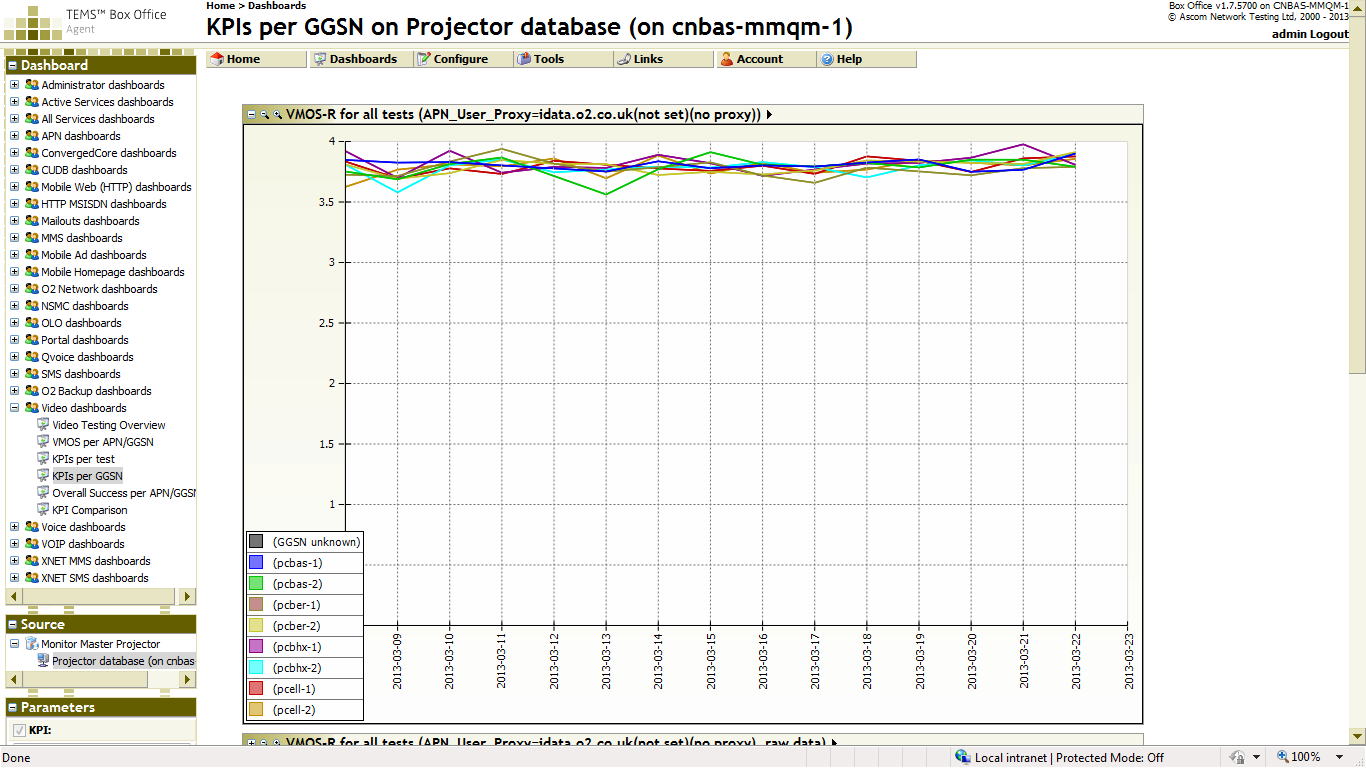 TEMS™ Box Office
Agent
Home > Dashboards
KPIs per GGSN on Projector database (on cnbas-mmqm-1)
Box Office v1.7.5700 on CNBAS-MMQM-1
© Ascom Network Testing Ltd, 2000 - 2013
admin Logout
Home
Dashboards
Configure
Tools
Links
Account
Help
Dashboard
Administrator dashboards
Active Services dashboards
All Services dashboards
APN dashboards
ConvergedCore dashboards
CUDB dashboards
Mobile Web (HTTP) dashboards
HTTP MSISDN dashboards
Mailouts dashboards
MMS dashboards
Mobile Ad dashboards
Mobile Homepage dashboards
O2 Network dashboards
NSMC dashboards
OLO dashboards
Portal dashboards
Qvoice dashboards
SMS dashboards
O2 Backup dashboards
Video dashboards
Video Testing Overview
VMOS per APN/GGSN
KPIs per test
KPIs per GGSN
Overall Success per APN/GGSN
KPI Comparison
Voice dashboards
VOIP dashboards
XNET MMS dashboards
XNET SMS dashboards
Source
Monitor Master Projector
Projector database (on cnbas
Parameters
KPI:
VMOS-R for all tests (APN_User_Proxy=idata.o2.co.uk(not set)(no proxy))
4
3.5
3
2.5
2
1.5
1
(GGSN unknown)
(pcbas-1)
(pcbas-2)
(pcber-1)
(pcber-2)
(pcbhx-1)
(pcbhx-2)
(pcell-1)
(pcell-2)
2013-03-09
2013-03-10
2013-03-11
2013-03-12
2013-03-13
2013-03-14
2013-03-15
2013-03-16
2013-03-17
2013-03-18
2013-03-19
2013-03-20
2013-03-21
2013-03-22
2013-03-23
VMOS-R for all tests (APN_User_Proxy=idata.o2.co.uk(not set)(no proxy), raw data)
Done
Local intranet | Protected Mode: Off
100%